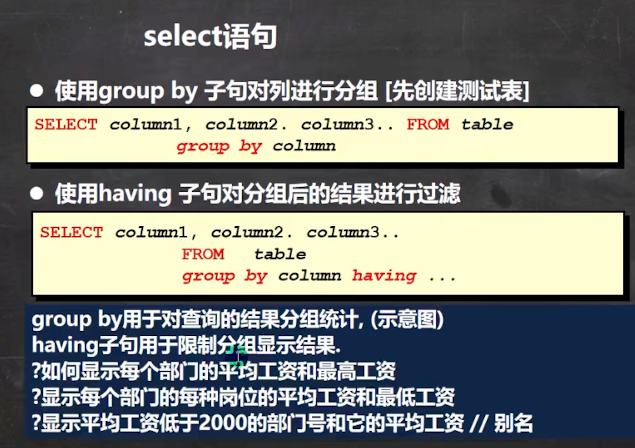 select语句
● 使用group by 子句对列进行分组 [先创建测试表]
SELECT column1, column2. column3.. FROM table
group by column
● 使用having 子句对分组后的结果进行过滤
SELECT column1, column2. column3..
FROM table
group by column having ...
group by用于对查询的结果分组统计, (示意图)
having子句用于限制分组显示结果.
?如何显示每个部门的平均工资和最高工资
?显示每个部门的每种岗位的平均工资和最低工资
?显示平均工资低于2000的部门号和它的平均工资 // 别名